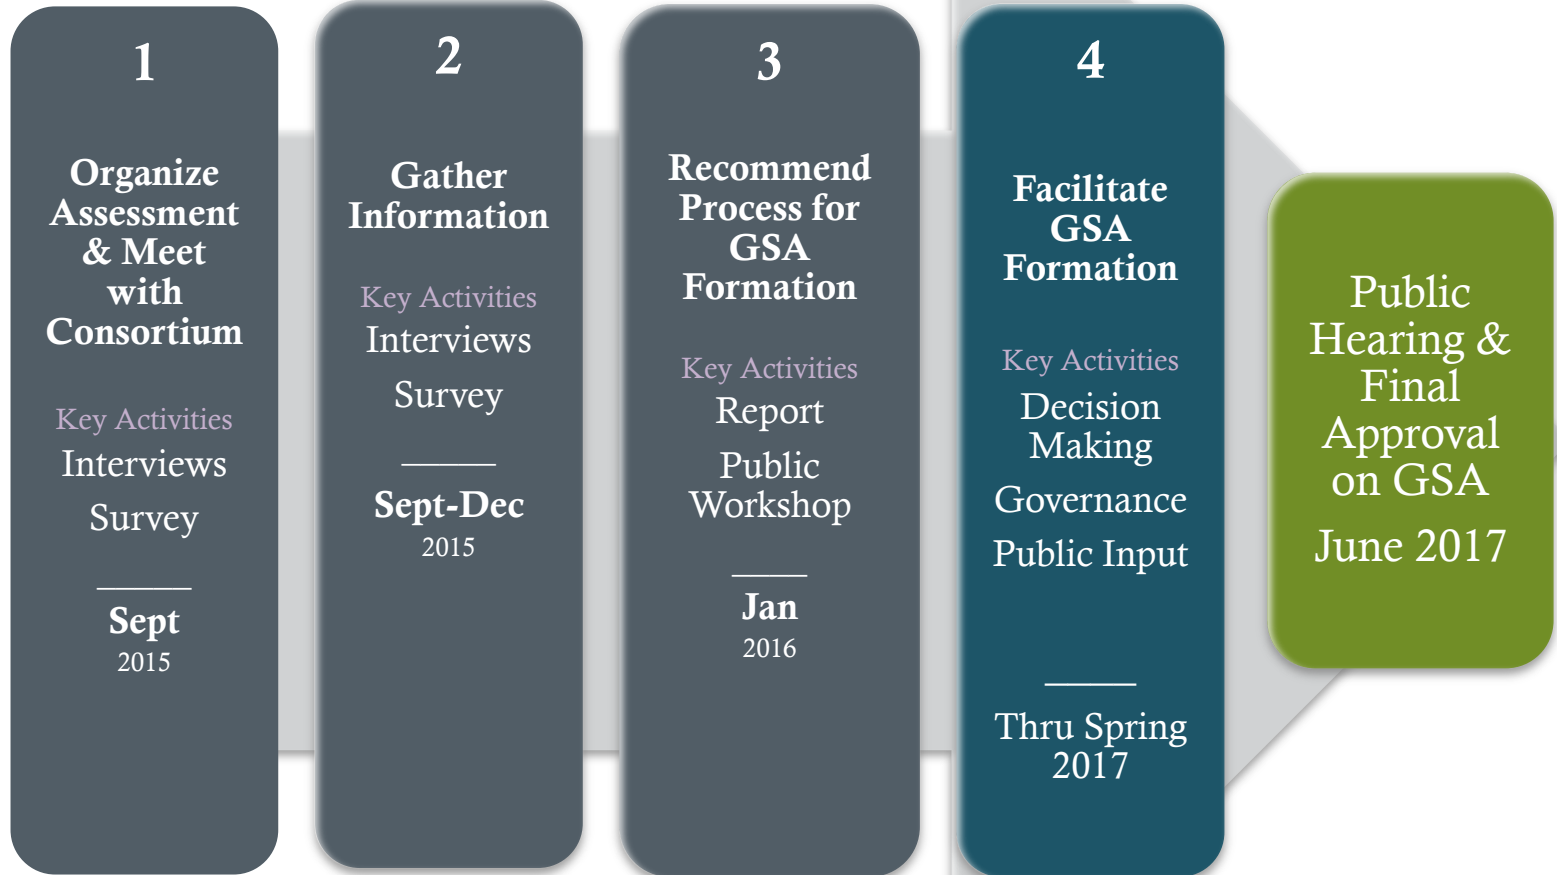 1
Organize
Assessment
& Meet
with
Consortium
Key Activities
Interviews
Survey
Sept
2015
2
Gather
Information
Key Activities
Interviews
Survey
Sept-Dec
2015
3
Recommend
Process for
GSA
Formation
Key Activities
Report
Public
Workshop
Jan
2016
4
Facilitate
GSA
Formation
Key Activities
Decision
Making
Governance
Public Input
Thru Spring
2017
Public
Hearing &
Final
Approval
on GSA
June 2017